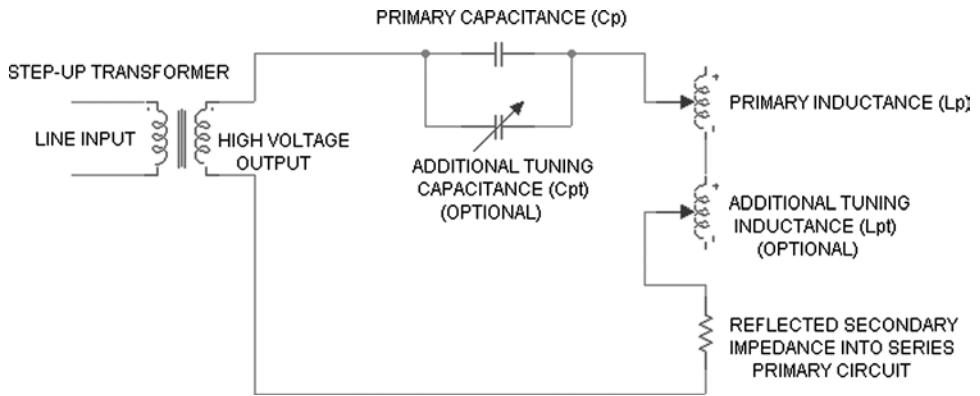 PRIMARY CAPACITANCE (Cp)
STEP-UP TRANSFORMER
LINE INPUT
HIGH VOLTAGE
OUTPUT
ADDITIONAL TUNING
CAPACITANCE (Cpt)
(OPTIONAL)
PRIMARY INDUCTANCE (Lp)
ADDITIONAL TUNING
INDUCTANCE (Lpt)
(OPTIONAL)
REFLECTED SECONDARY
IMPEDANCE INTO SERIES
PRIMARY CIRCUIT